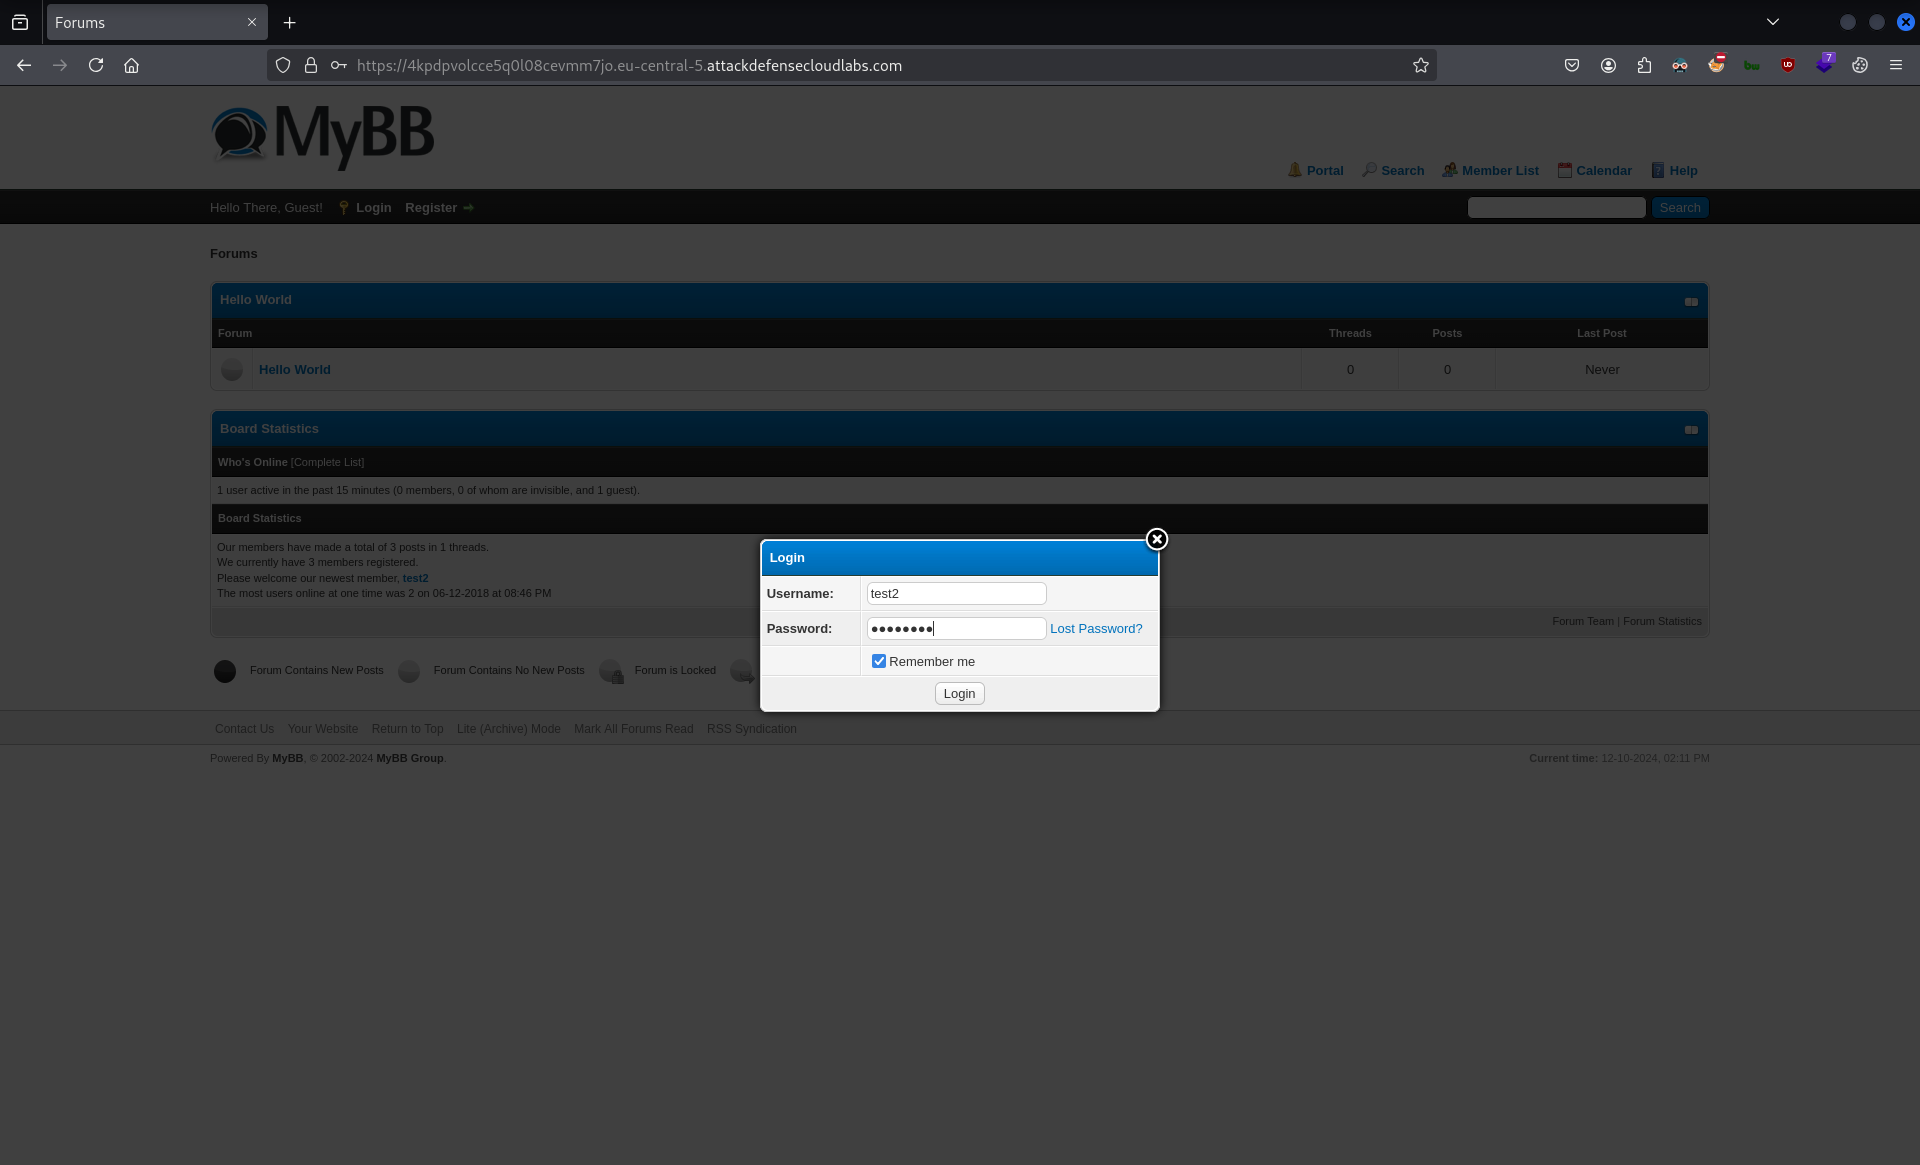 Forums
https://4kpdpvolcce5q0l08cevmm7jo.eu-central-5.attackdefensecloudlabs.com
7
MyBB
Portal Search Member List Calendar Help
Hello There, Guest! Login Register Search
Forums
Hello World
Forum Threads Posts Last Post
Hello World 0 0 Never
Board Statistics
Who's Online [Complete List]
1 user active in the past 15 minutes (0 members, 0 of whom are invisible, and 1 guest).
Board Statistics
Our members have made a total of 3 posts in 1 threads.
We currently have 3 members registered.
Please welcome our newest member, test2
The most users online at one time was 2 on 06-12-2018 at 08:46 PM
Forum Team | Forum Statistics
Login
Username: test2
Password: ●●●●●●●● Lost Password?
Remember me
Login
Forum Contains New Posts Forum Contains No New Posts Forum is Locked
Contact Us Your Website Return to Top Lite (Archive) Mode Mark All Forums Read RSS Syndication
Powered By MyBB, © 2002-2024 MyBB Group. Current time: 12-10-2024, 02:11 PM